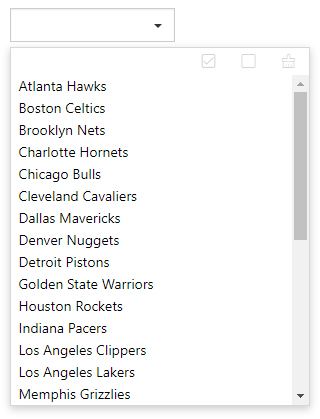 Atlanta Hawks
Boston Celtics
Brooklyn Nets
Charlotte Hornets
Chicago Bulls
Cleveland Cavaliers
Dallas Mavericks
Denver Nuggets
Detroit Pistons
Golden State Warriors
Houston Rockets
Indiana Pacers
Los Angeles Clippers
Los Angeles Lakers
Memphis Grizzlies